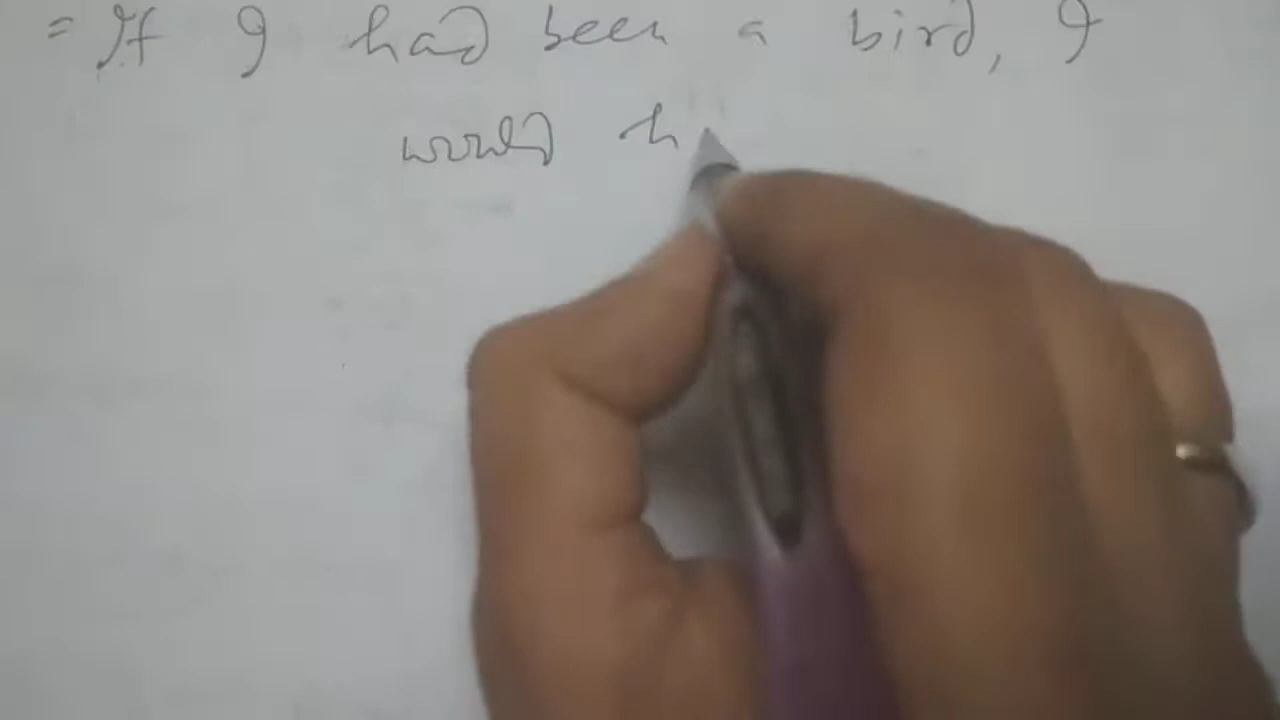 = If I had been a bird, I
would h